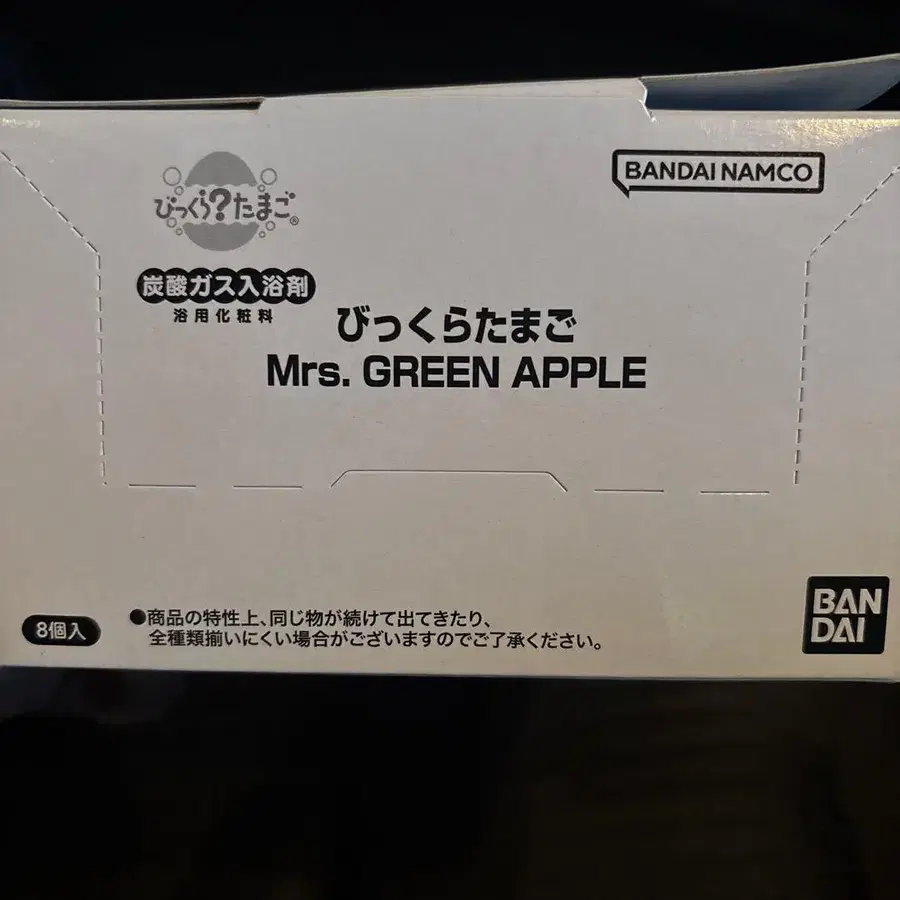 びっくら?たまご®
BANDAI NAMCO
炭酸ガス入浴剤
浴用化粧料
びっくらたまご
Mrs. GREEN APPLE
8個入
●商品の特性上、同じ物が続けて出てきたり、
全種類揃いにくい場合がございますのでご了承ください。
BAN
DAI